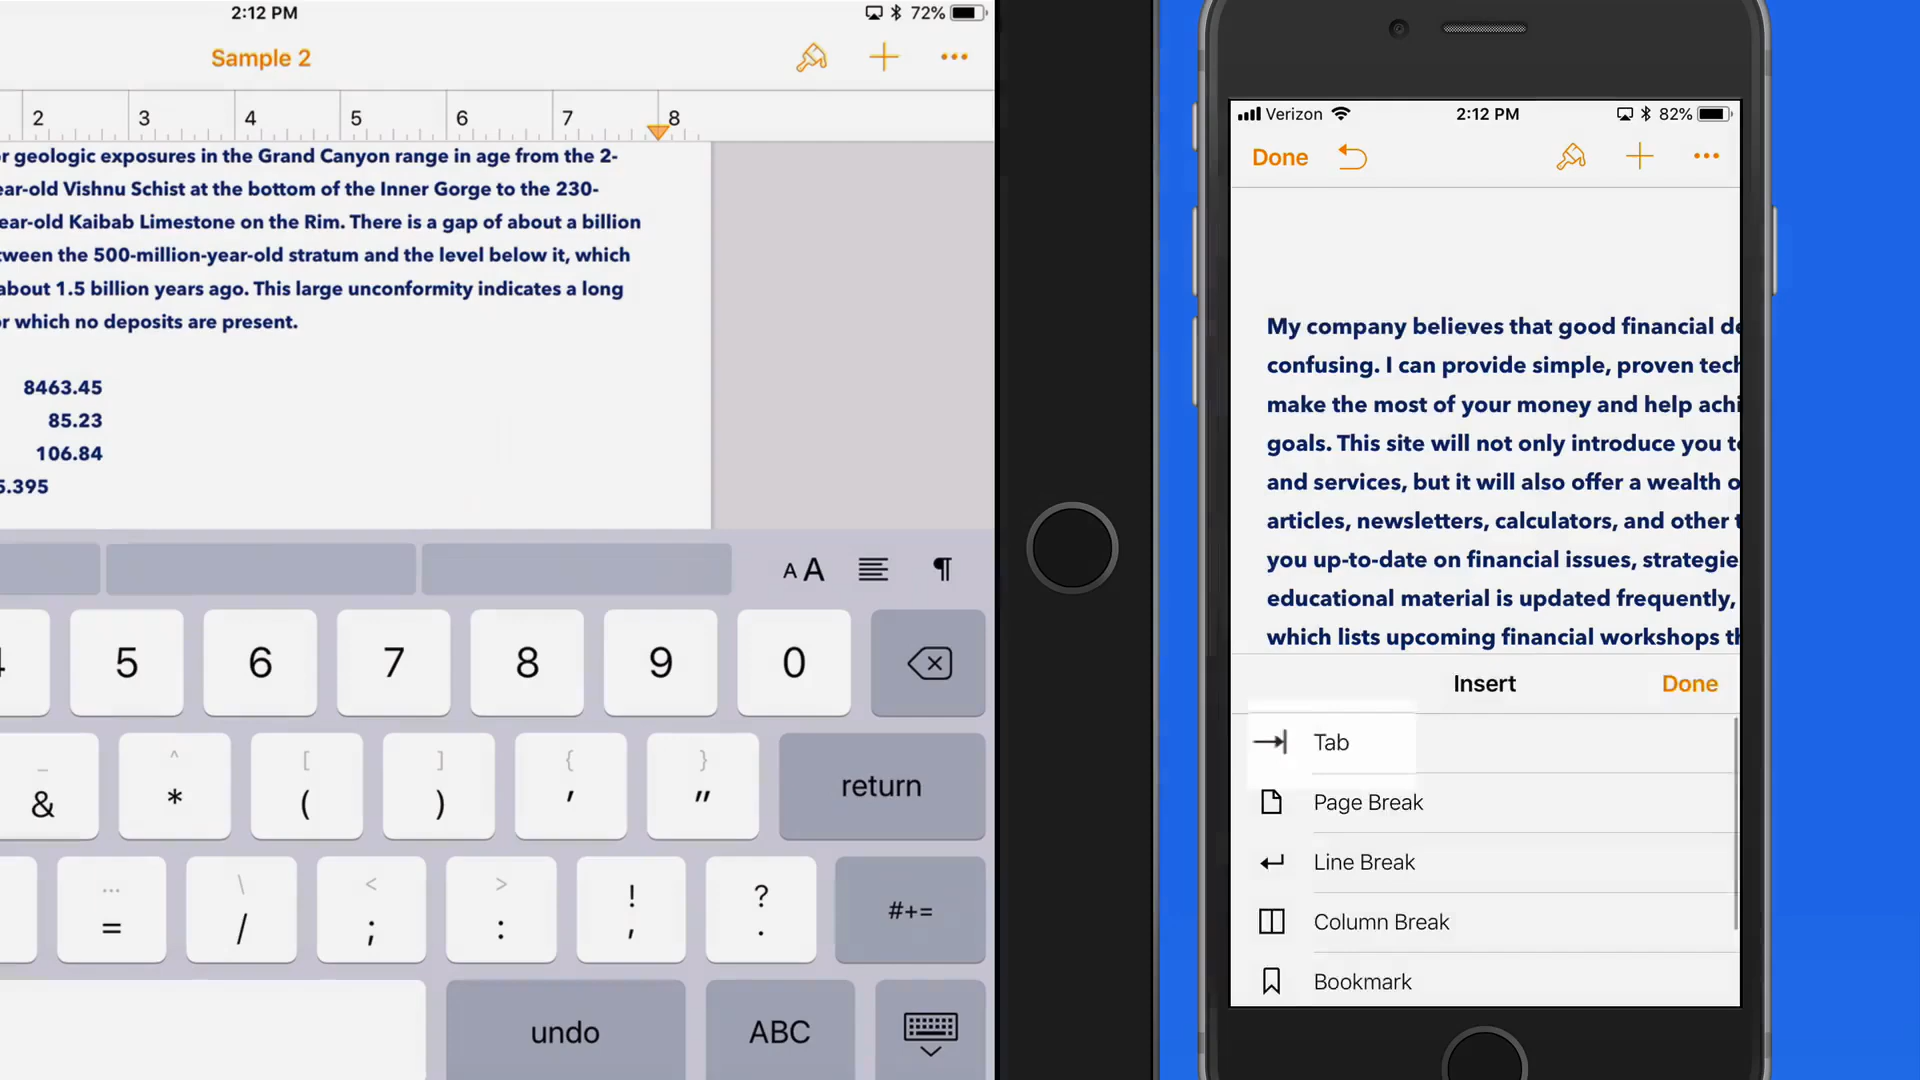 2:12 PM
72%
Sample 2
2 3 4 5 6 7 8
geologic exposures in the Grand Canyon range in age from the 2-
ear-old Vishnu Schist at the bottom of the Inner Gorge to the 230-
ear-old Kaibab Limestone on the Rim. There is a gap of about a billion
tween the 500-million-year-old stratum and the level below it, which
about 1.5 billion years ago. This large unconformity indicates a long
r which no deposits are present.
8463.45
85.23
106.84
5.395
A A ¶
4 5 6 7 8 9 0
_ ^ [ ] { }
& * ( ) ' "
return
... \ < > ! ?
= / ; : , .
#+=
undo ABC
Verizon 2:12 PM 82%
Done
My company believes that good financial de
confusing. I can provide simple, proven tech
make the most of your money and help achi
goals. This site will not only introduce you to
and services, but it will also offer a wealth o
articles, newsletters, calculators, and other t
you up-to-date on financial issues, strategie
educational material is updated frequently,
which lists upcoming financial workshops th
Insert Done
Tab
Page Break
Line Break
Column Break
Bookmark